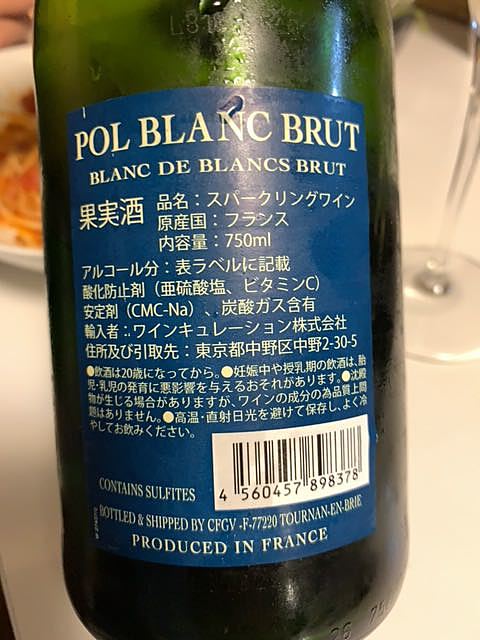 POL BLANC BRUT
BLANC DE BLANCS BRUT
果実酒
品名：スパークリングワイン
原産国：フランス
内容量：750ml
アルコール分：表ラベルに記載
酸化防止剤（亜硫酸塩、ビタミンC）
安定剤（CMC-Na）、炭酸ガス含有
輸入者：ワインキュレーション株式会社
住所及び引取先：東京都中野区中野2-30-5
●飲酒は20歳になってから。●妊娠中や授乳期の飲酒は、胎
児・乳児の発育に悪影響を与えるおそれがあります。●沈殿
物が生じる場合がありますが、ワインの成分の為品質上問
題はありません。●高温・直射日光を避けて保存し、よく冷
やしてお飲みください。
4 560457 898378
CONTAINS SULFITES
BOTTLED & SHIPPED BY CFGV -F-77220 TOURNAN-EN-BRIE
PRODUCED IN FRANCE